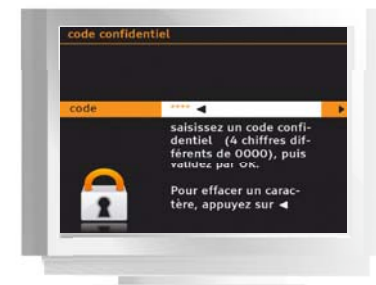 code confidentiel
code **** ◄
saisissez un code confi-
dentiel (4 chiffres dif-
férents de 0000), puis
validez par OK.
Pour effacer un carac-
tère, appuyez sur ◄